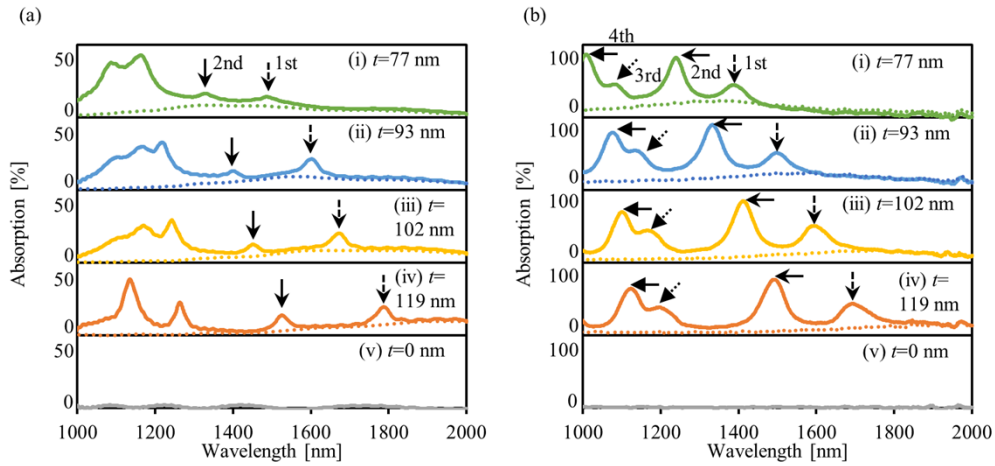 (a)
Absorption [%]
50
0
2nd
1st
(i) t=77 nm
50
0
(ii) t=93 nm
50
0
(iii) t=
102 nm
50
0
(iv) t=
119 nm
50
0
(v) t=0 nm
1000 1200 1400 1600 1800 2000
Wavelength [nm]
(b)
Absorption [%]
4th
100
0
3rd
2nd
1st
(i) t=77 nm
100
0
(ii) t=93 nm
100
0
(iii) t=
102 nm
100
0
(iv) t=
119 nm
100
0
(v) t=0 nm
1000 1200 1400 1600 1800 2000
Wavelength [nm]